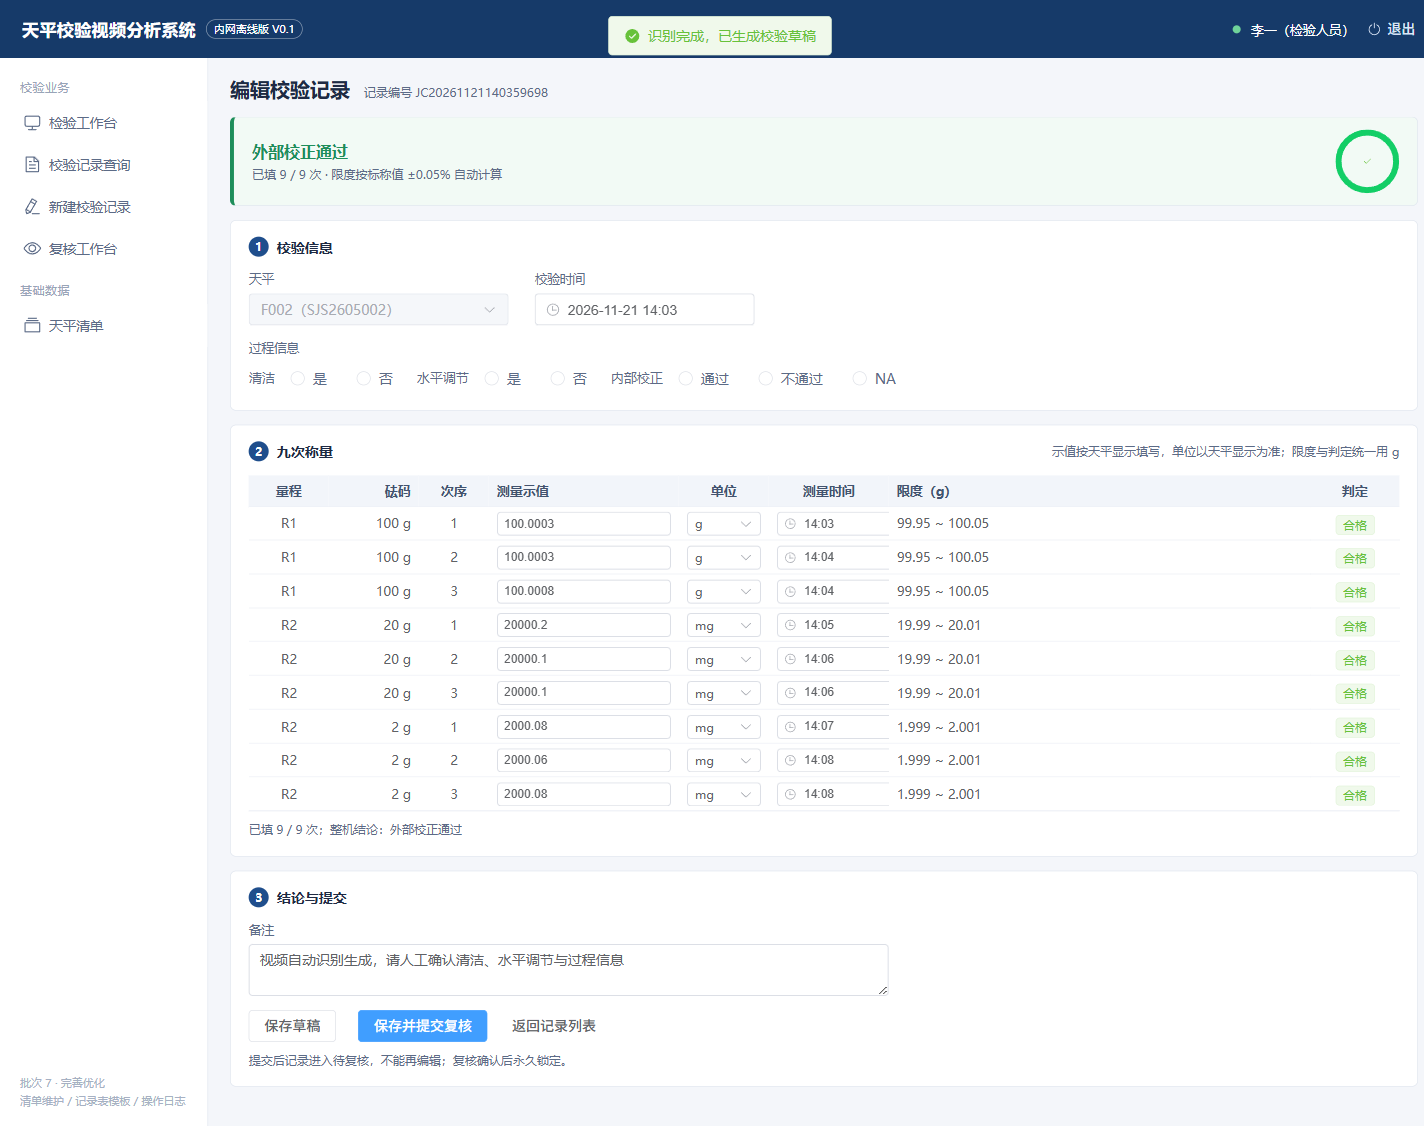 天平校验视频分析系统 内网离线版 V0.1
识别完成，已生成校验草稿
李一（检验人员） 退出
校验业务
检验工作台
校验记录查询
新建校验记录
复核工作台
基础数据
天平清单
编辑校验记录 记录编号 JC20261121140359698
外部校正通过
已填 9 / 9 次 · 限度按标称值 ±0.05% 自动计算
1 校验信息
天平 校验时间
F002（SJS2605002） 2026-11-21 14:03
过程信息
清洁 是 否 水平调节 是 否 内部校正 通过 不通过 NA
2 九次称量 示值按天平显示填写，单位以天平显示为准；限度与判定统一用 g
量程 砝码 次序 测量示值 单位 测量时间 限度（g） 判定
R1 100 g 1 100.0003 g 14:03 99.95 ~ 100.05 合格
R1 100 g 2 100.0003 g 14:04 99.95 ~ 100.05 合格
R1 100 g 3 100.0008 g 14:04 99.95 ~ 100.05 合格
R2 20 g 1 20000.2 mg 14:05 19.99 ~ 20.01 合格
R2 20 g 2 20000.1 mg 14:06 19.99 ~ 20.01 合格
R2 20 g 3 20000.1 mg 14:06 19.99 ~ 20.01 合格
R2 2 g 1 2000.08 mg 14:07 1.999 ~ 2.001 合格
R2 2 g 2 2000.06 mg 14:08 1.999 ~ 2.001 合格
R2 2 g 3 2000.08 mg 14:08 1.999 ~ 2.001 合格
已填 9 / 9 次；整机结论：外部校正通过
3 结论与提交
备注
视频自动识别生成，请人工确认清洁、水平调节与过程信息
保存草稿 保存并提交复核 返回记录列表
提交后记录进入待复核，不能再编辑；复核确认后永久锁定。
批次 7 · 完善优化
清单维护 / 记录表模板 / 操作日志